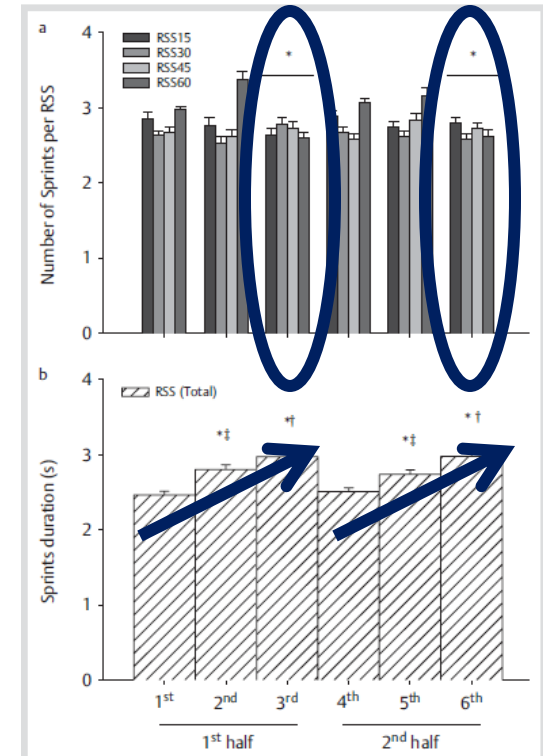 a
4
RSS15
RSS30
RSS45
RSS60
*
*
3
2
1
0
Number of Sprints per RSS
b
4
RSS (Total)
*‡
*†
*‡
* †
3
2
1
0
Sprints duration (s)
1st 2nd 3rd 4th 5th 6th
1st half 2nd half